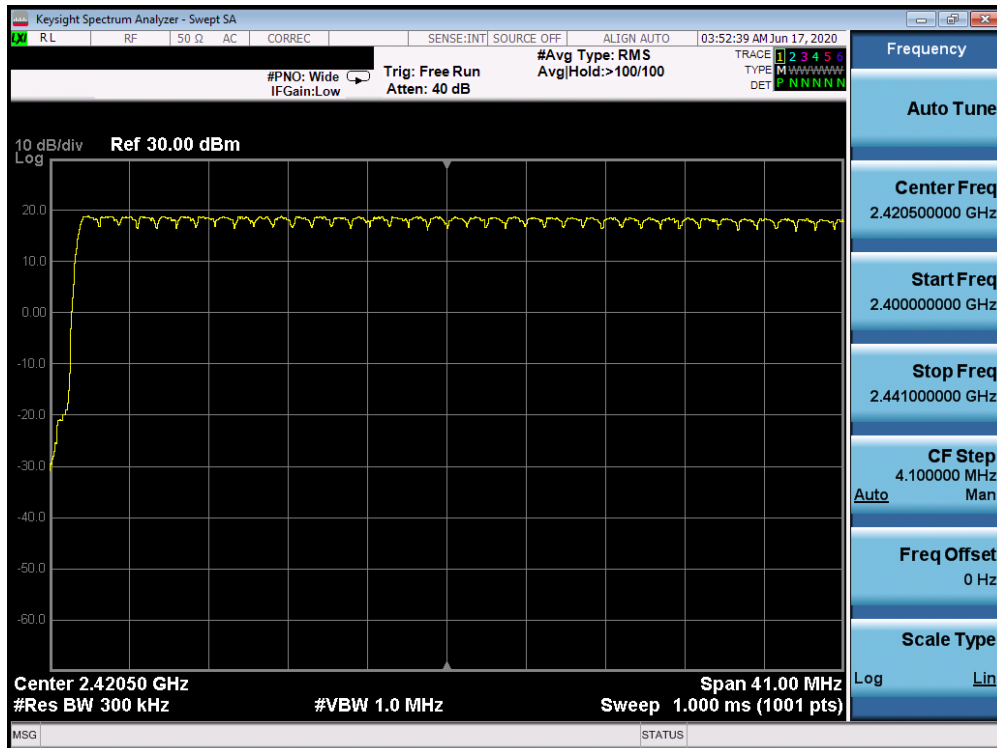 Keysight Spectrum Analyzer - Swept SA
LXI RL RF 50 Ω AC CORREC SENSE:INT SOURCE OFF ALIGN AUTO 03:52:39 AM Jun 17, 2020
#PNO: Wide Trig: Free Run #Avg Type: RMS TRACE 1 2 3 4 5 6
IFGain:Low Atten: 40 dB Avg|Hold:>100/100 TYPE M WWWWW
DET P N N N N N
10 dB/div Ref 30.00 dBm
Log
20.0
10.0
0.00
-10.0
-20.0
-30.0
-40.0
-50.0
-60.0
Center 2.42050 GHz Span 41.00 MHz
#Res BW 300 kHz #VBW 1.0 MHz Sweep 1.000 ms (1001 pts)
MSG STATUS
Frequency
Auto Tune
Center Freq
2.420500000 GHz
Start Freq
2.400000000 GHz
Stop Freq
2.441000000 GHz
CF Step
4.100000 MHz
Auto Man
Freq Offset
0 Hz
Scale Type
Log Lin